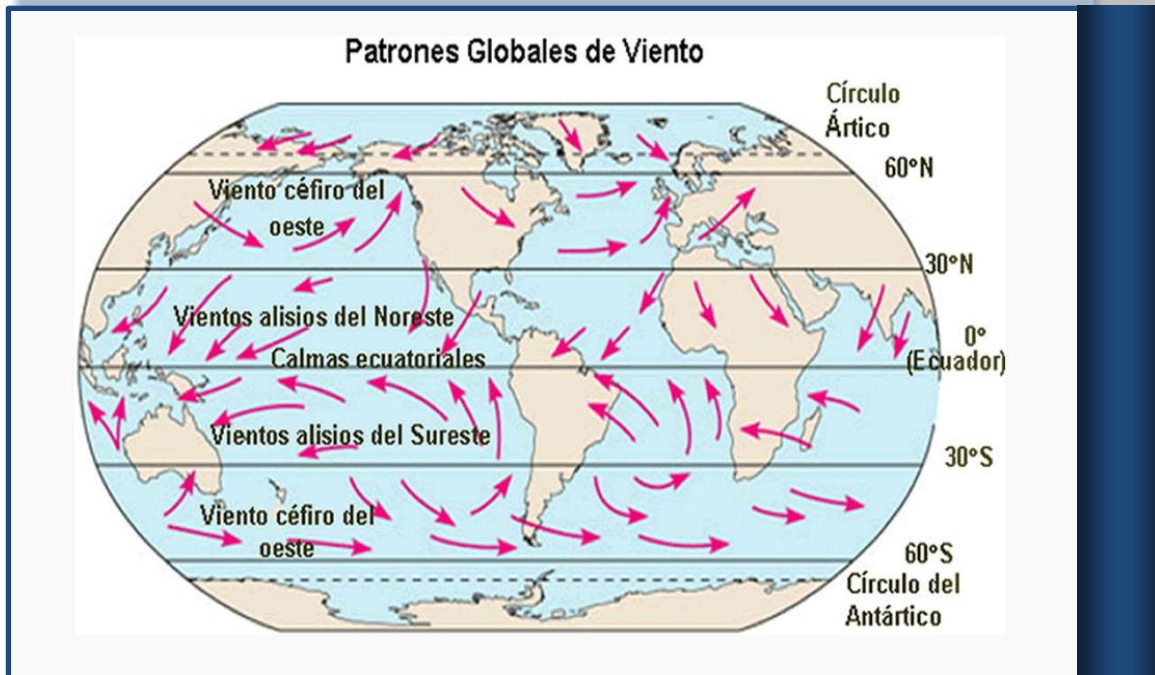 Patrones Globales de Viento
Círculo
Ártico
60°N
Viento céfiro del
oeste
30°N
Vientos alisios del Noreste
0°
(Ecuador)
Calmas ecuatoriales
Vientos alisios del Sureste
30°S
Viento céfiro del
oeste
60°S
Círculo del
Antártico